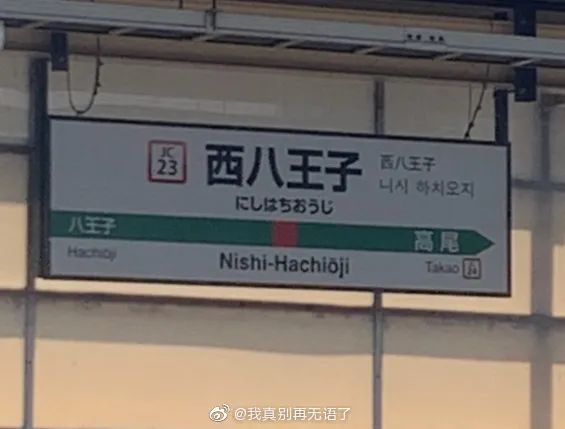 JC
23
西八王子
西八王子
니시 하치오지
にしはちおうじ
八王子
高尾
Hachiōji
Nishi-Hachiōji
Takao
24
@我真别再无语了